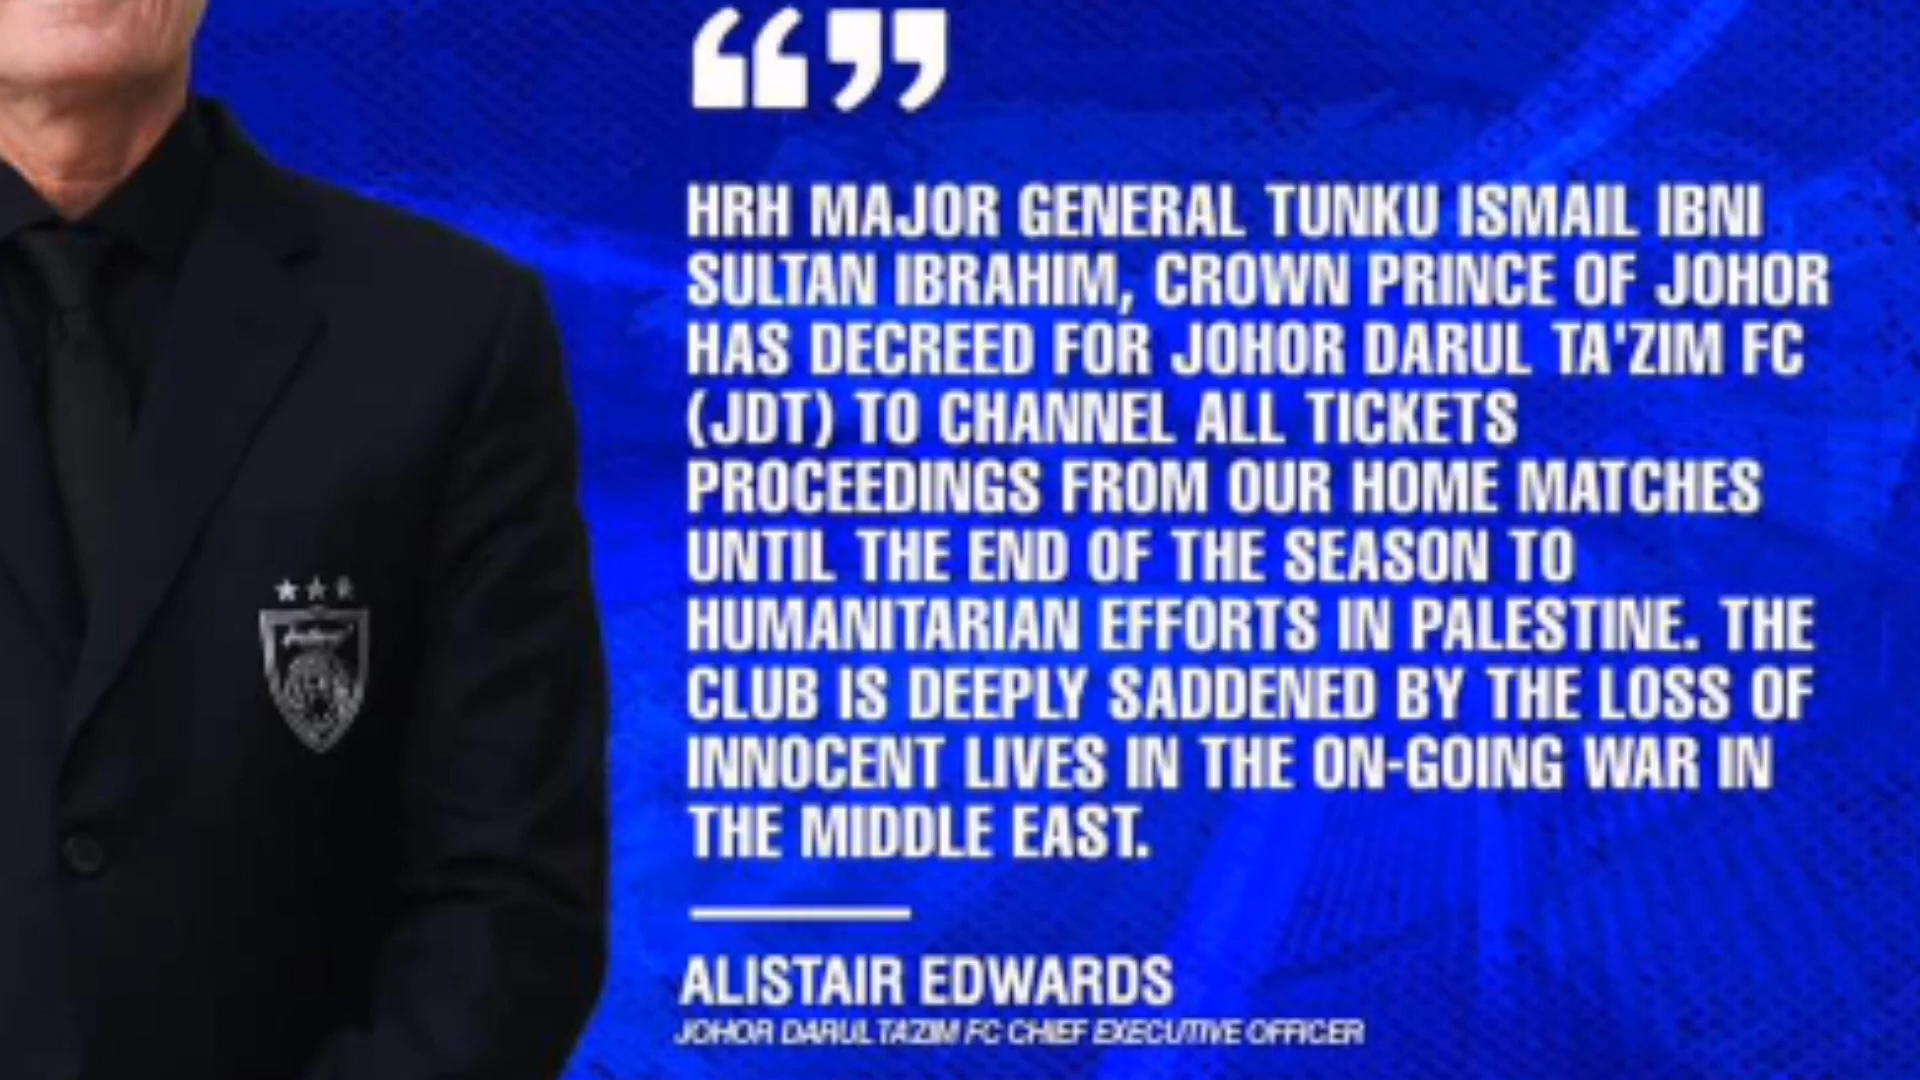 “”
HRH MAJOR GENERAL TUNKU ISMAIL IBNI
SULTAN IBRAHIM, CROWN PRINCE OF JOHOR
HAS DECREED FOR JOHOR DARUL TA'ZIM FC
(JDT) TO CHANNEL ALL TICKETS
PROCEEDINGS FROM OUR HOME MATCHES
UNTIL THE END OF THE SEASON TO
HUMANITARIAN EFFORTS IN PALESTINE. THE
CLUB IS DEEPLY SADDENED BY THE LOSS OF
INNOCENT LIVES IN THE ON-GOING WAR IN
THE MIDDLE EAST.
ALISTAIR EDWARDS
JOHOR DARUL TA'ZIM FC CHIEF EXECUTIVE OFFICER